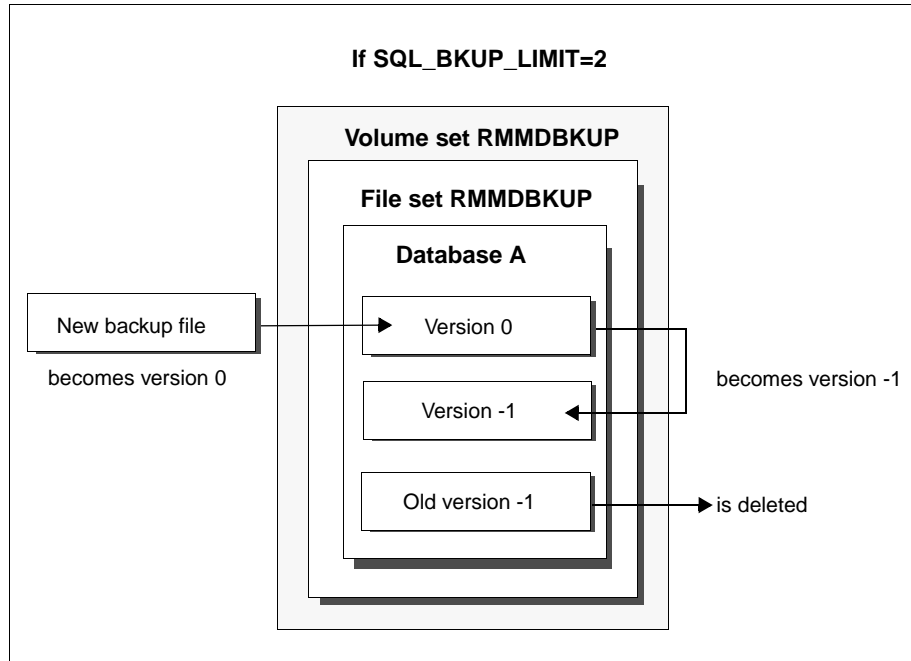 If SQL_BKUP_LIMIT=2
Volume set RMMDBKUP
File set RMMDBKUP
Database A
New backup file
Version 0
becomes version 0
becomes version -1
Version -1
Old version -1
is deleted